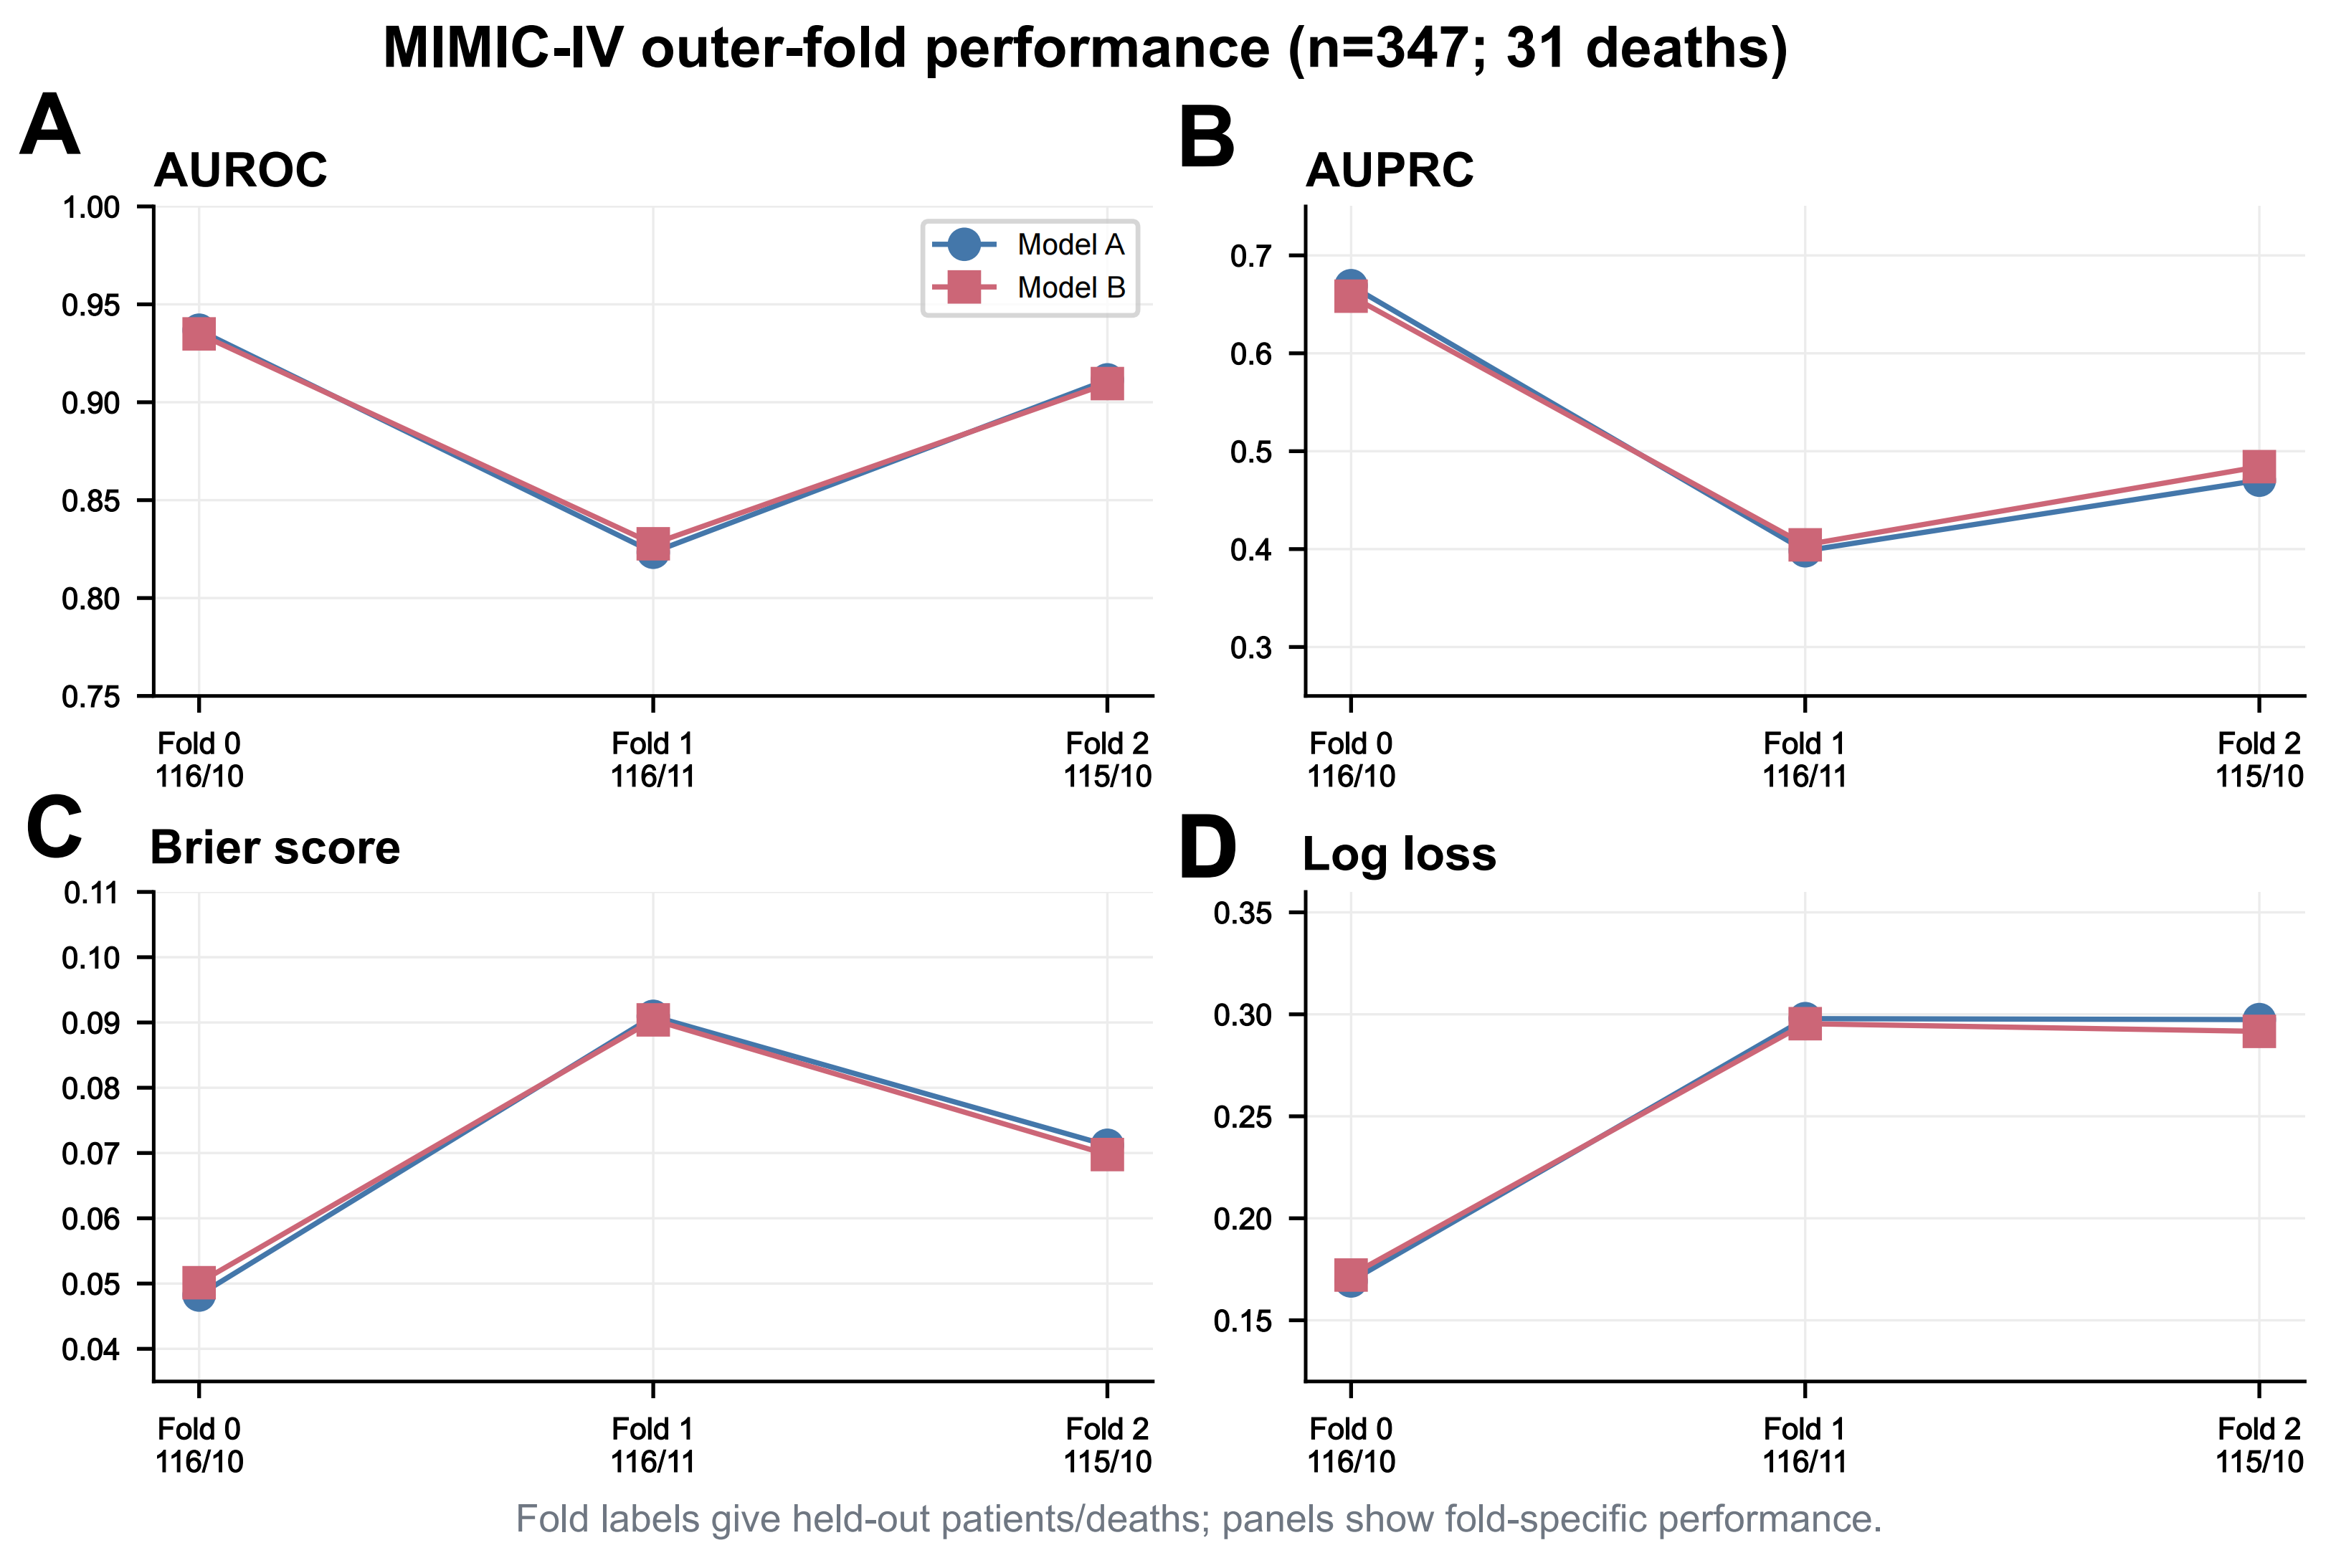 MIMIC-IV outer-fold performance (n=347; 31 deaths)
A
AUROC
1.00
0.95
0.90
0.85
0.80
0.75
Model A
Model B
Fold 0
116/10
Fold 1
116/11
Fold 2
115/10
B
AUPRC
0.7
0.6
0.5
0.4
0.3
Fold 0
116/10
Fold 1
116/11
Fold 2
115/10
C
Brier score
0.11
0.10
0.09
0.08
0.07
0.06
0.05
0.04
Fold 0
116/10
Fold 1
116/11
Fold 2
115/10
D
Log loss
0.35
0.30
0.25
0.20
0.15
Fold 0
116/10
Fold 1
116/11
Fold 2
115/10
Fold labels give held-out patients/deaths; panels show fold-specific performance.